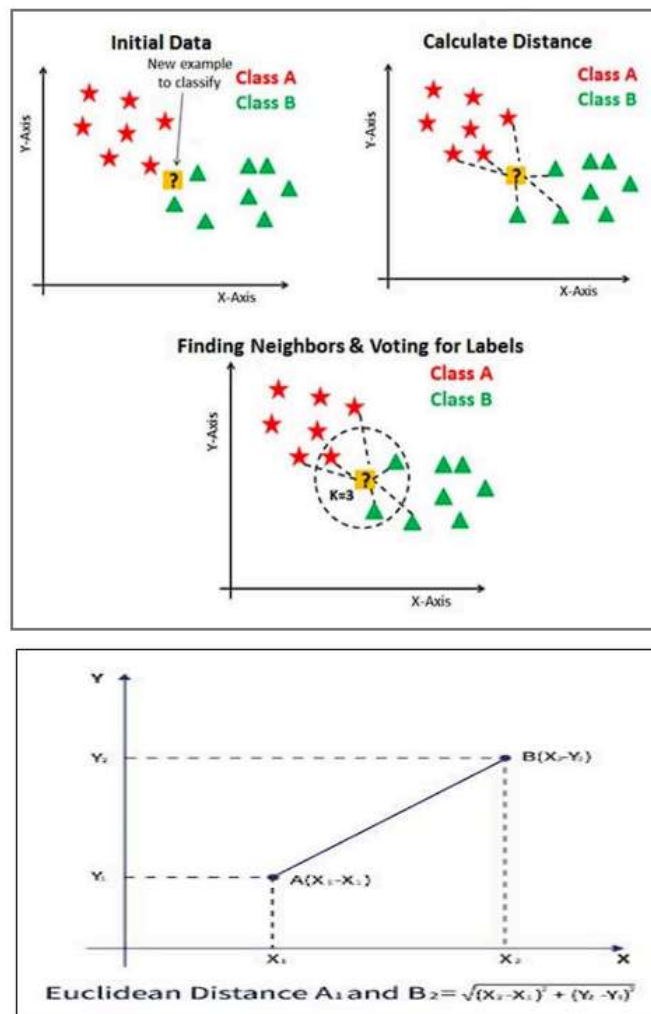 Initial Data
New example
to classify
Class A
Class B
?
Y-Axis
X-Axis
Calculate Distance
Class A
Class B
?
Y-Axis
X-Axis
Finding Neighbors & Voting for Labels
Class A
Class B
?
K=3
Y-Axis
X-Axis
Y
Y₂
B(X₂-Y₂)
Y₁
A(X₁-X₁)
X₁
X₂
X
Euclidean Distance A₁ and B₂= √(X₂-X₁)² + (Y₂ -Y₁)²